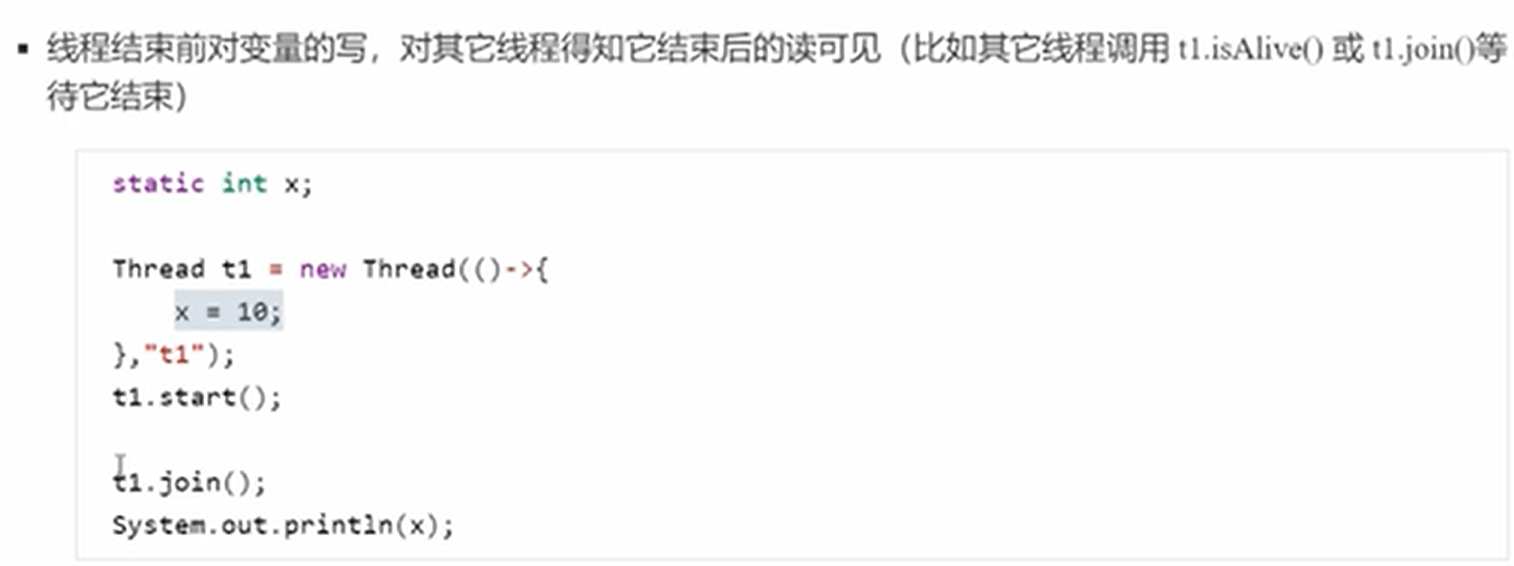 ▪ 线程结束前对变量的写，对其它线程得知它结束后的读可见（比如其它线程调用 t1.isAlive() 或 t1.join()等
待它结束）
static int x;
Thread t1 = new Thread(()->{
x = 10;
},"t1");
t1.start();
t1.join();
System.out.println(x);